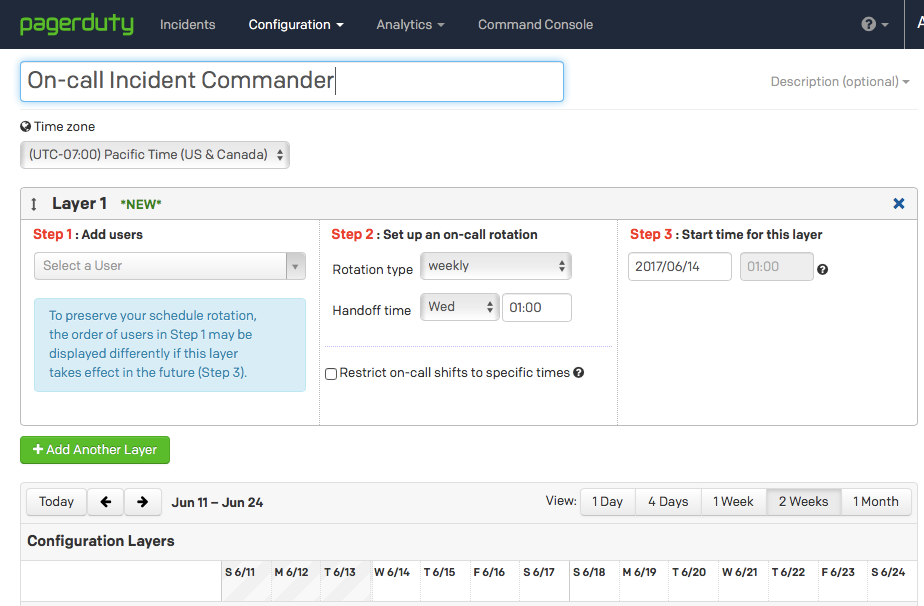 pagerduty Incidents Configuration Analytics Command Console ? A
On-call Incident Commander
Description (optional)
Time zone
(UTC-07:00) Pacific Time (US & Canada)
Layer 1 *NEW*
Step 1 : Add users
Select a User
To preserve your schedule rotation,
the order of users in Step 1 may be
displayed differently if this layer
takes effect in the future (Step 3).
Step 2 : Set up an on-call rotation
Rotation type weekly
Handoff time Wed 01:00
Restrict on-call shifts to specific times ?
Step 3 : Start time for this layer
2017/06/14 01:00 ?
+ Add Another Layer
Today Jun 11 – Jun 24 View: 1 Day 4 Days 1 Week 2 Weeks 1 Month
Configuration Layers
S 6/11 M 6/12 T 6/13 W 6/14 T 6/15 F 6/16 S 6/17 S 6/18 M 6/19 T 6/20 W 6/21 T 6/22 F 6/23 S 6/24